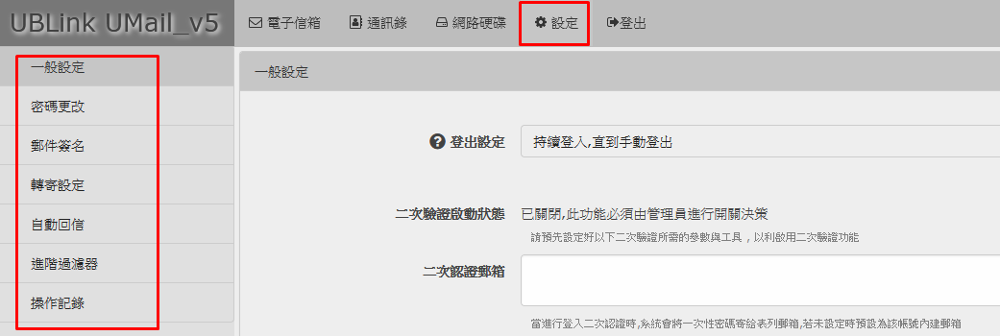 UBLink UMail_v5
電子信箱 通訊錄 網路硬碟 設定 登出
一般設定
密碼更改
郵件簽名
轉寄設定
自動回信
進階過濾器
操作記錄
一般設定
登出設定 持續登入,直到手動登出
二次驗證啟動狀態 已關閉,此功能必須由管理員進行開關決策
請預先設定好以下二次驗證所需的參數與工具，以利啟用二次驗證功能
二次認證郵箱
當進行登入二次認證時,系統會將一次性密碼寄給表列郵箱,若未設定時預設為該帳號內建郵箱